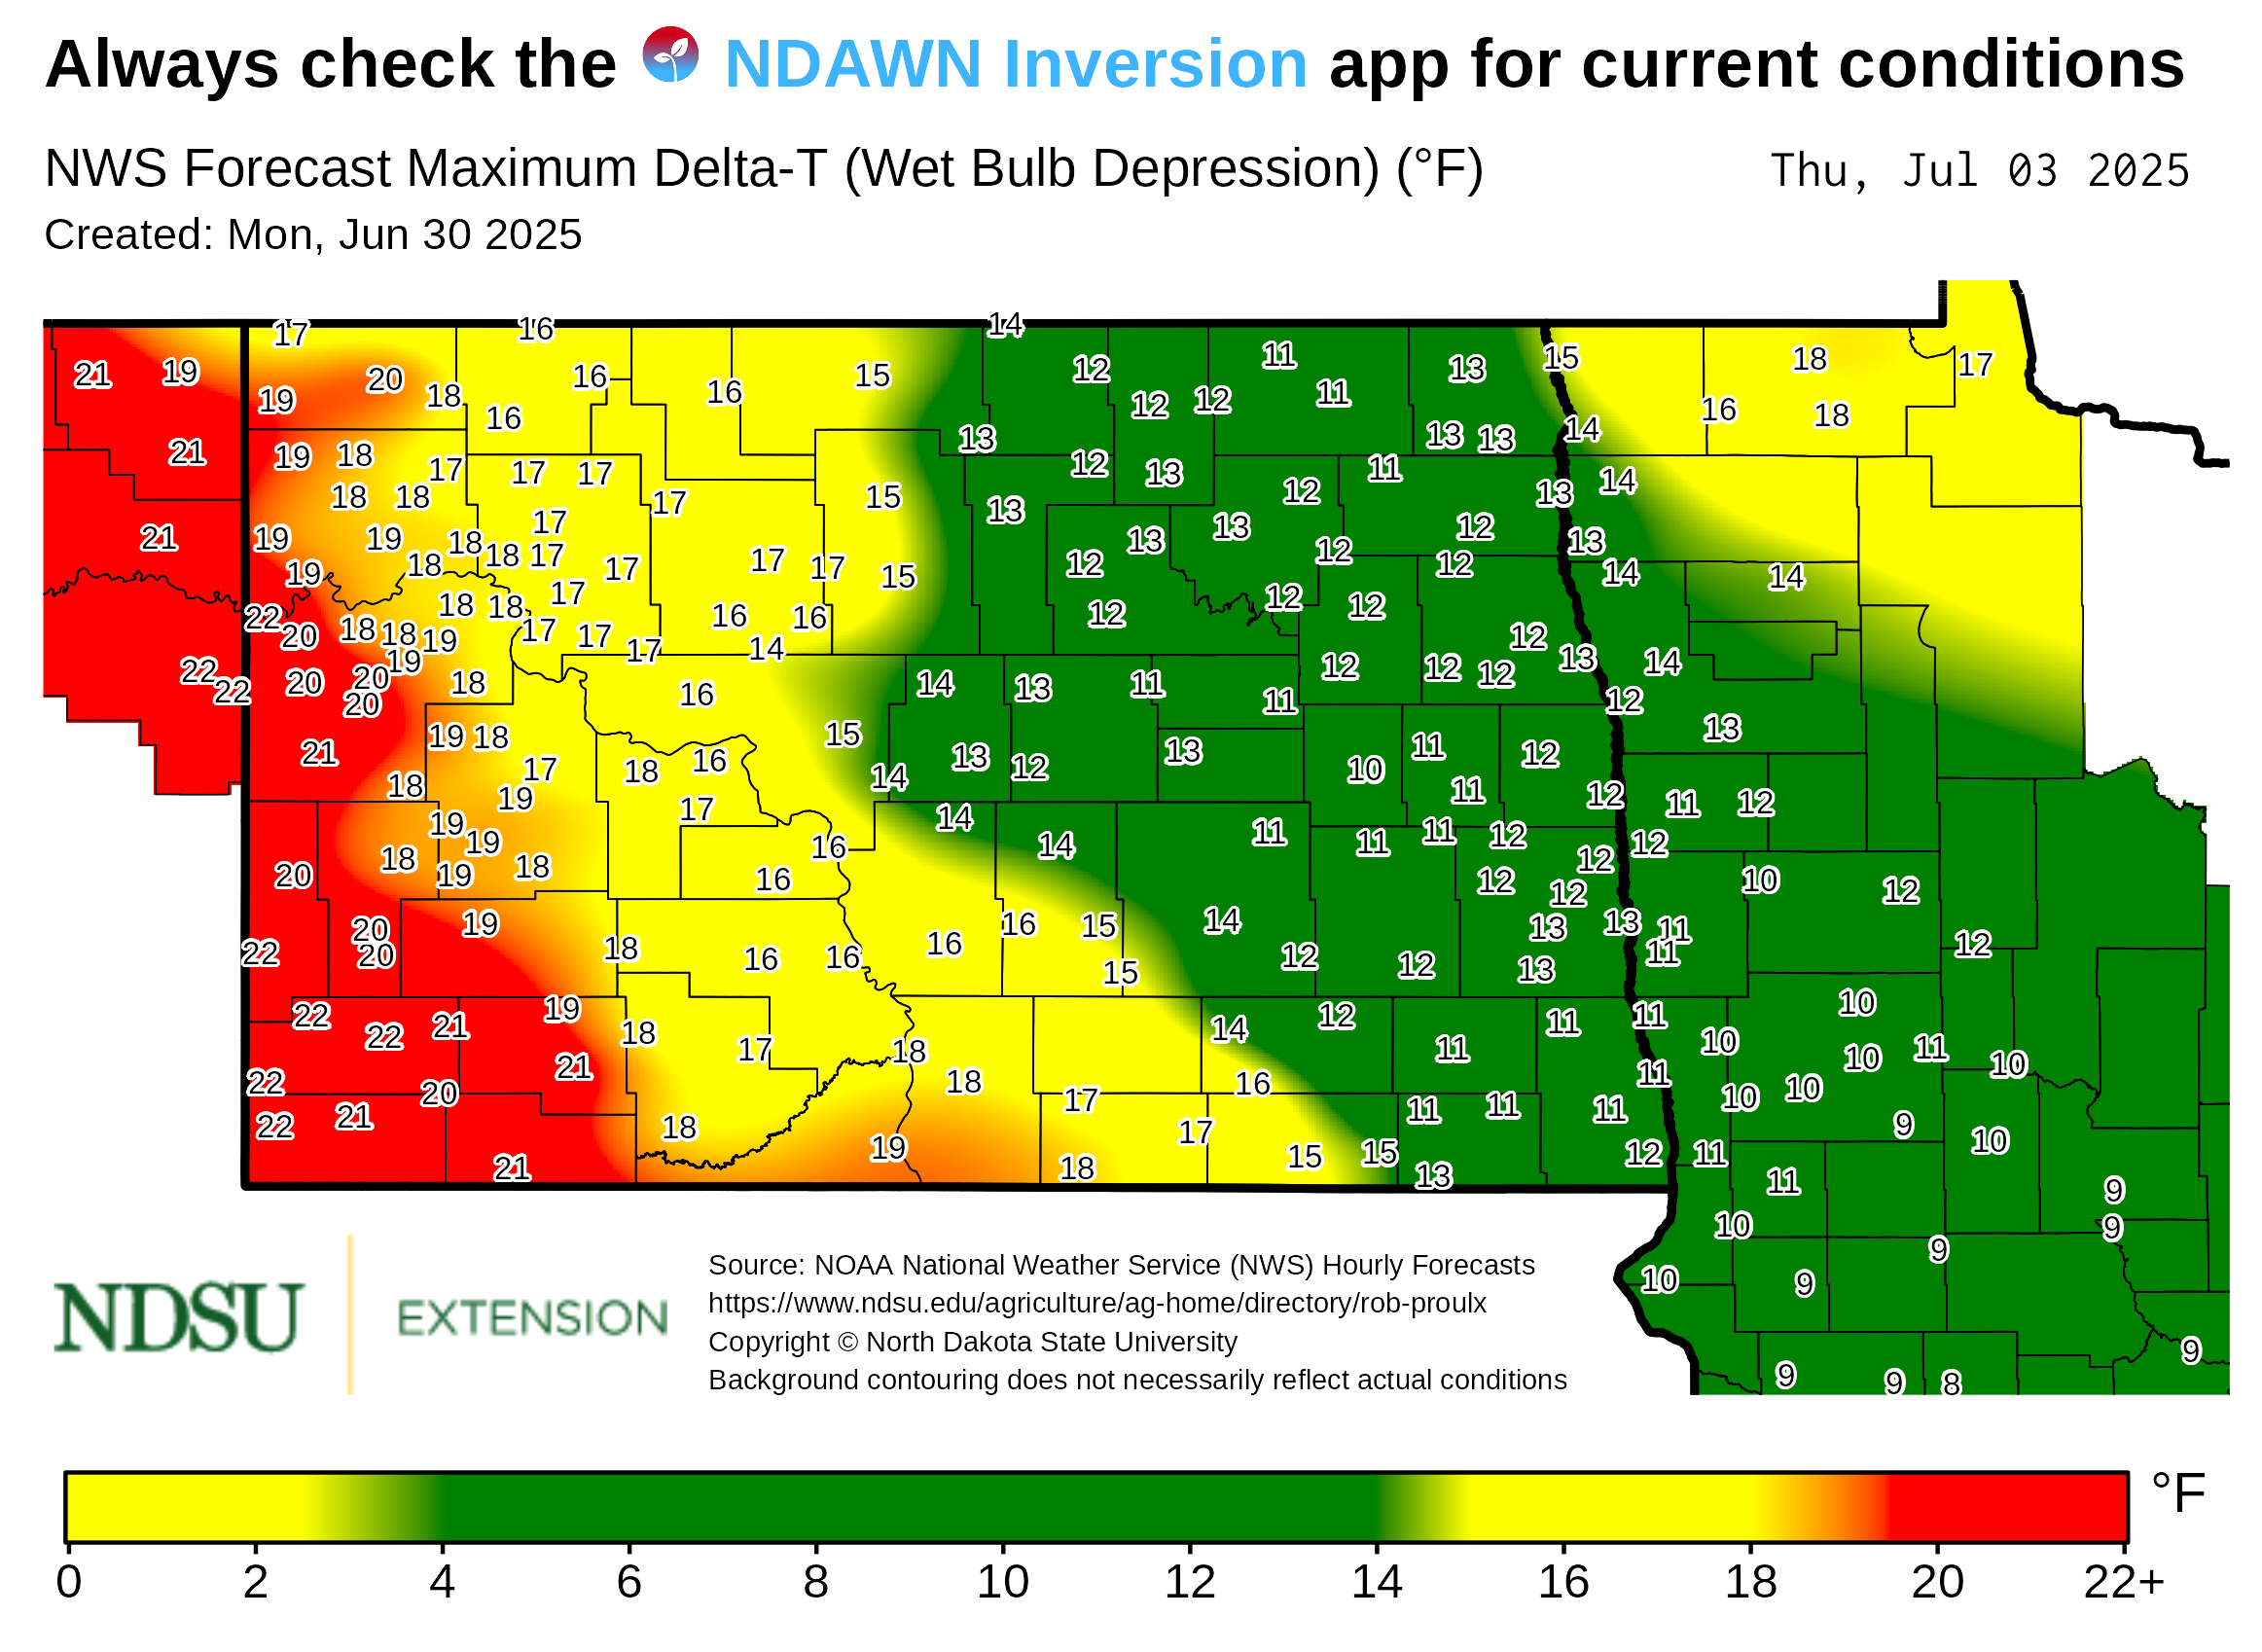 Always check the NDAWN Inversion app for current conditions
NWS Forecast Maximum Delta-T (Wet Bulb Depression) (°F)
Thu, Jul 03 2025
Created: Mon, Jun 30 2025
17 16 14
21 19 20 18 16 16 15 12 11 13 15 18 17
19 16 12 12 11 16 18
21 19 18 17 17 17 13 12 13 11 13 13 14
18 18 17 15 13 12 13 14
21 19 19 18 18 17 17 17 17 17 15 12 13 13 12 12 12 13 14 14
19 18 18 18 17 16 16 12 12 12
22 20 18 18 19 17 17 17 14 12 13 14
22 22 20 20 19 20 18 16 14 13 11 11 12 12 12 12
21 19 18 17 18 16 15 14 13 12 13 10 11 12 13
18 19 17 11 12 11 12
19 19 16 14 14 11 11 11 12 12
20 18 19 18 16 12 12 12 10 12
22 20 20 19 18 16 16 16 16 15 14 13 13 11 11 12
15 12 12 13
22 22 21 19 18 17 18 14 12 11 11 11 10 10
22 20 21 18 16 11 10 10 10 11 10
22 21 18 17 17 11 11 11 9 10
21 19 18 15 15 13 12 11 11 9
10 9
10 9 9
9 9 8 9
NDSU
EXTENSION
Source: NOAA National Weather Service (NWS) Hourly Forecasts
https://www.ndsu.edu/agriculture/ag-home/directory/rob-proulx
Copyright © North Dakota State University
Background contouring does not necessarily reflect actual conditions
°F
0 2 4 6 8 10 12 14 16 18 20 22+